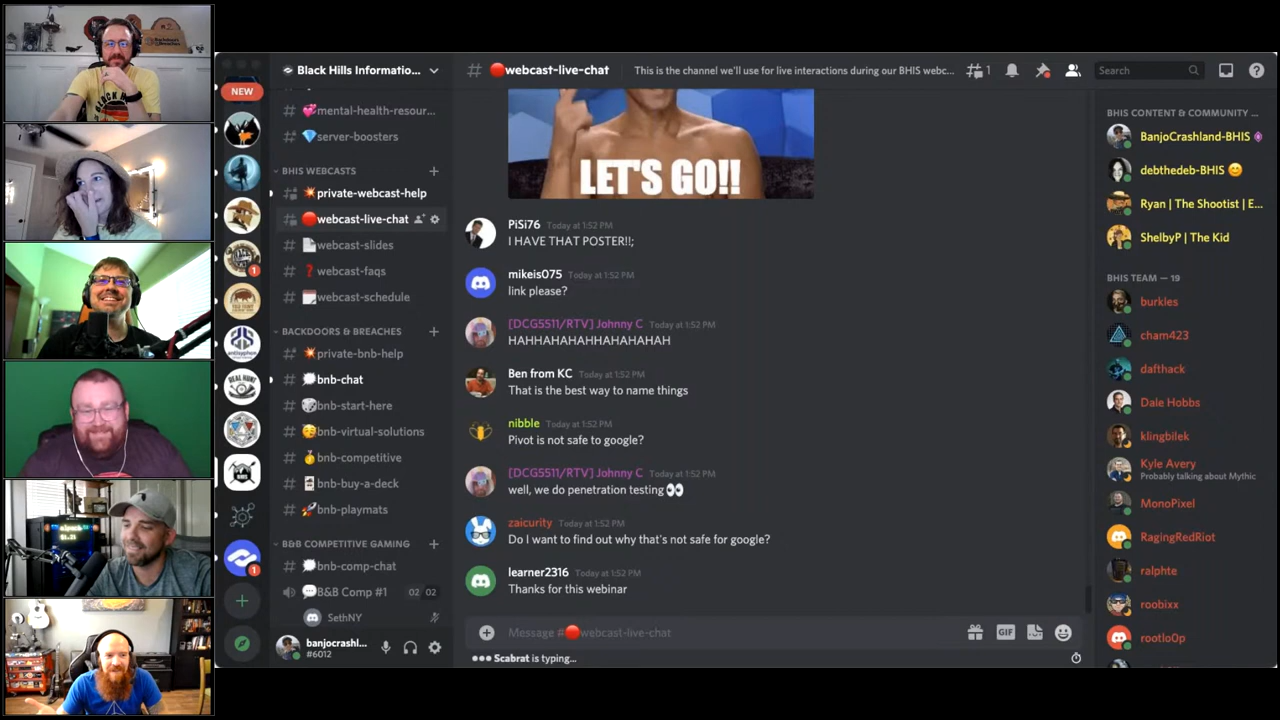 Black Hills Informatio...
NEW
mental-health-resour...
server-boosters
BHIS WEBCASTS
private-webcast-help
webcast-live-chat
webcast-slides
webcast-faqs
webcast-schedule
BACKDOORS & BREACHES
private-bnb-help
bnb-chat
bnb-start-here
bnb-virtual-solutions
bnb-competitive
bnb-buy-a-deck
bnb-playmats
B&B COMPETITIVE GAMING
bnb-comp-chat
B&B Comp #1 02 02
SethNY
banjocrashl...
#6012
webcast-live-chat This is the channel we'll use for live interactions during our BHIS webc... 1 Search
LET'S GO!!
PiSi76 Today at 1:52 PM
I HAVE THAT POSTER!!;
mikeis075 Today at 1:52 PM
link please?
[DCG5511/RTV] Johnny C Today at 1:52 PM
HAHHAHAHAHHAHAHAHAH
Ben from KC Today at 1:52 PM
That is the best way to name things
nibble Today at 1:52 PM
Pivot is not safe to google?
[DCG5511/RTV] Johnny C Today at 1:52 PM
well, we do penetration testing 👀
zaicurity Today at 1:52 PM
Do I want to find out why that's not safe for google?
learner2316 Today at 1:52 PM
Thanks for this webinar
Message #🔴webcast-live-chat
GIF
Scabrat is typing...
BHIS CONTENT & COMMUNITY ...
BanjoCrashland-BHIS
debthedeb-BHIS 😊
Ryan | The Shootist | E...
ShelbyP | The Kid
BHIS TEAM — 19
burkles
cham423
dafthack
Dale Hobbs
klingbilek
Kyle Avery
Probably talking about Mythic
MonoPixel
RagingRedRiot
ralphte
roobixx
rootlo0p